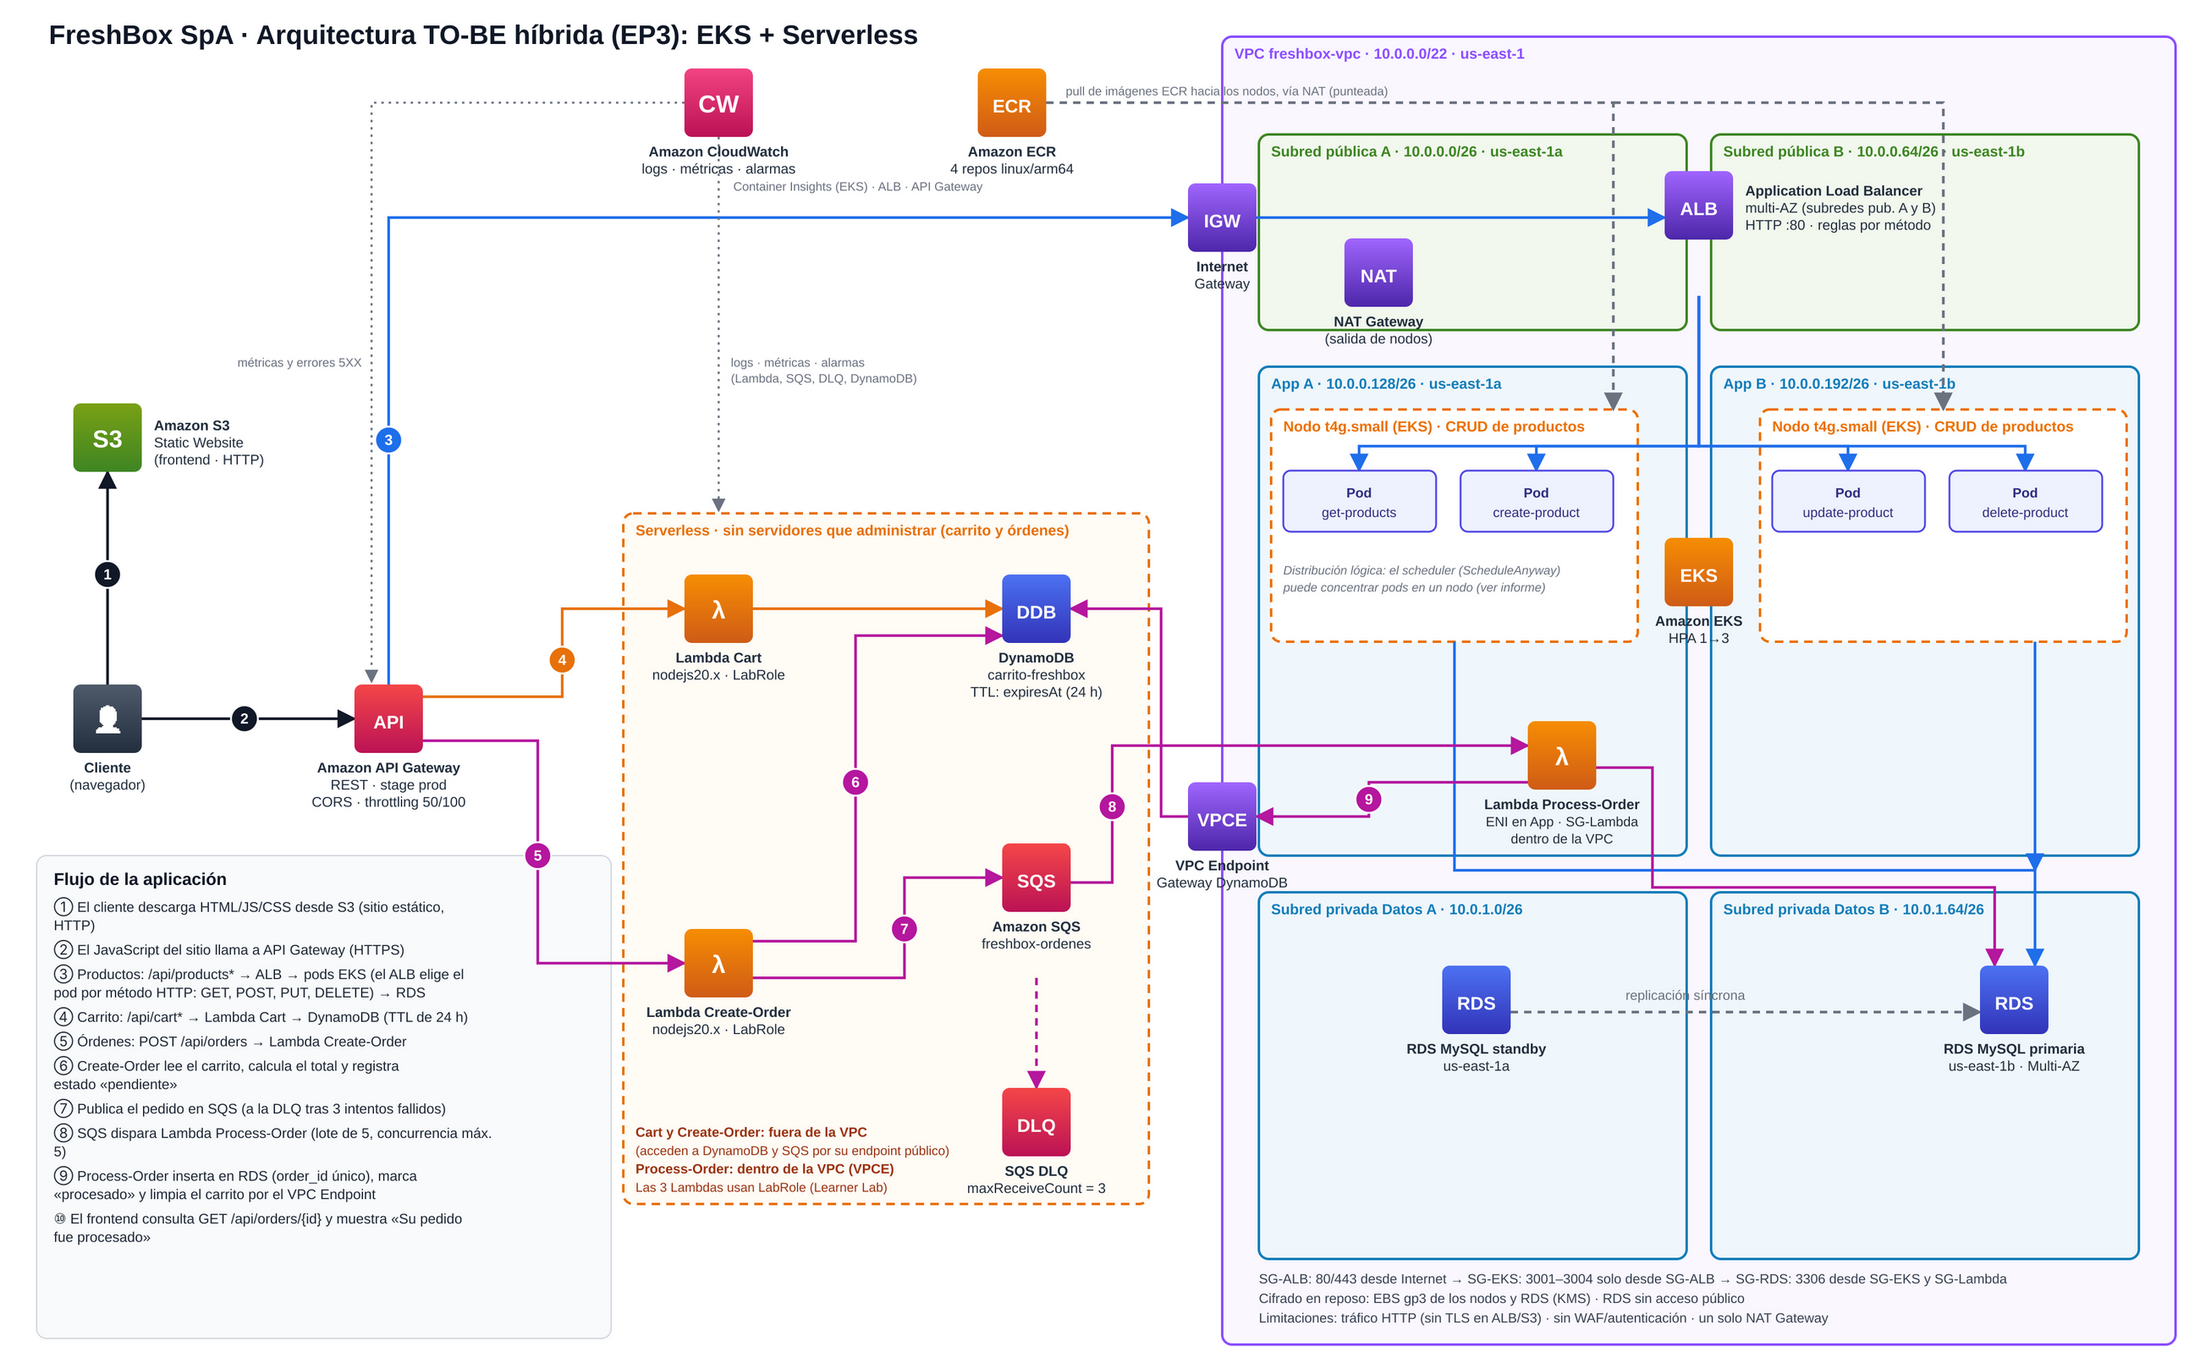 FreshBox SpA · Arquitectura TO-BE híbrida (EP3): EKS + Serverless
CW
Amazon CloudWatch
logs · métricas · alarmas
Container Insights (EKS) · ALB · API Gateway
ECR
Amazon ECR
4 repos linux/arm64
pull de imágenes ECR hacia los nodos, vía NAT (punteada)
VPC freshbox-vpc · 10.0.0.0/22 · us-east-1
Subred pública A · 10.0.0.0/26 · us-east-1a
Subred pública B · 10.0.0.64/26 · us-east-1b
IGW
Internet
Gateway
NAT
NAT Gateway
(salida de nodos)
ALB
Application Load Balancer
multi-AZ (subredes pub. A y B)
HTTP :80 · reglas por método
métricas y errores 5XX
logs · métricas · alarmas
(Lambda, SQS, DLQ, DynamoDB)
App A · 10.0.0.128/26 · us-east-1a
App B · 10.0.0.192/26 · us-east-1b
Nodo t4g.small (EKS) · CRUD de productos
Pod
get-products
Pod
create-product
Distribución lógica: el scheduler (ScheduleAnyway)
puede concentrar pods en un nodo (ver informe)
Nodo t4g.small (EKS) · CRUD de productos
Pod
update-product
Pod
delete-product
EKS
Amazon EKS
HPA 1→3
S3
Amazon S3
Static Website
(frontend · HTTP)
1
2
3
4
5
6
7
8
9
Cliente
(navegador)
API
Amazon API Gateway
REST · stage prod
CORS · throttling 50/100
Serverless · sin servidores que administrar (carrito y órdenes)
λ
Lambda Cart
nodejs20.x · LabRole
DDB
DynamoDB
carrito-freshbox
TTL: expiresAt (24 h)
λ
Lambda Create-Order
nodejs20.x · LabRole
SQS
Amazon SQS
freshbox-ordenes
DLQ
SQS DLQ
maxReceiveCount = 3
Cart y Create-Order: fuera de la VPC
(acceden a DynamoDB y SQS por su endpoint público)
Process-Order: dentro de la VPC (VPCE)
Las 3 Lambdas usan LabRole (Learner Lab)
VPCE
VPC Endpoint
Gateway DynamoDB
λ
Lambda Process-Order
ENI en App · SG-Lambda
dentro de la VPC
Subred privada Datos A · 10.0.1.0/26
Subred privada Datos B · 10.0.1.64/26
RDS
RDS MySQL standby
us-east-1a
replicación síncrona
RDS
RDS MySQL primaria
us-east-1b · Multi-AZ
SG-ALB: 80/443 desde Internet → SG-EKS: 3001–3004 solo desde SG-ALB → SG-RDS: 3306 desde SG-EKS y SG-Lambda
Cifrado en reposo: EBS gp3 de los nodos y RDS (KMS) · RDS sin acceso público
Limitaciones: tráfico HTTP (sin TLS en ALB/S3) · sin WAF/autenticación · un solo NAT Gateway
Flujo de la aplicación
① El cliente descarga HTML/JS/CSS desde S3 (sitio estático,
HTTP)
② El JavaScript del sitio llama a API Gateway (HTTPS)
③ Productos: /api/products* → ALB → pods EKS (el ALB elige el
pod por método HTTP: GET, POST, PUT, DELETE) → RDS
④ Carrito: /api/cart* → Lambda Cart → DynamoDB (TTL de 24 h)
⑤ Órdenes: POST /api/orders → Lambda Create-Order
⑥ Create-Order lee el carrito, calcula el total y registra
estado «pendiente»
⑦ Publica el pedido en SQS (a la DLQ tras 3 intentos fallidos)
⑧ SQS dispara Lambda Process-Order (lote de 5, concurrencia máx.
5)
⑨ Process-Order inserta en RDS (order_id único), marca
«procesado» y limpia el carrito por el VPC Endpoint
⑩ El frontend consulta GET /api/orders/{id} y muestra «Su pedido
fue procesado»